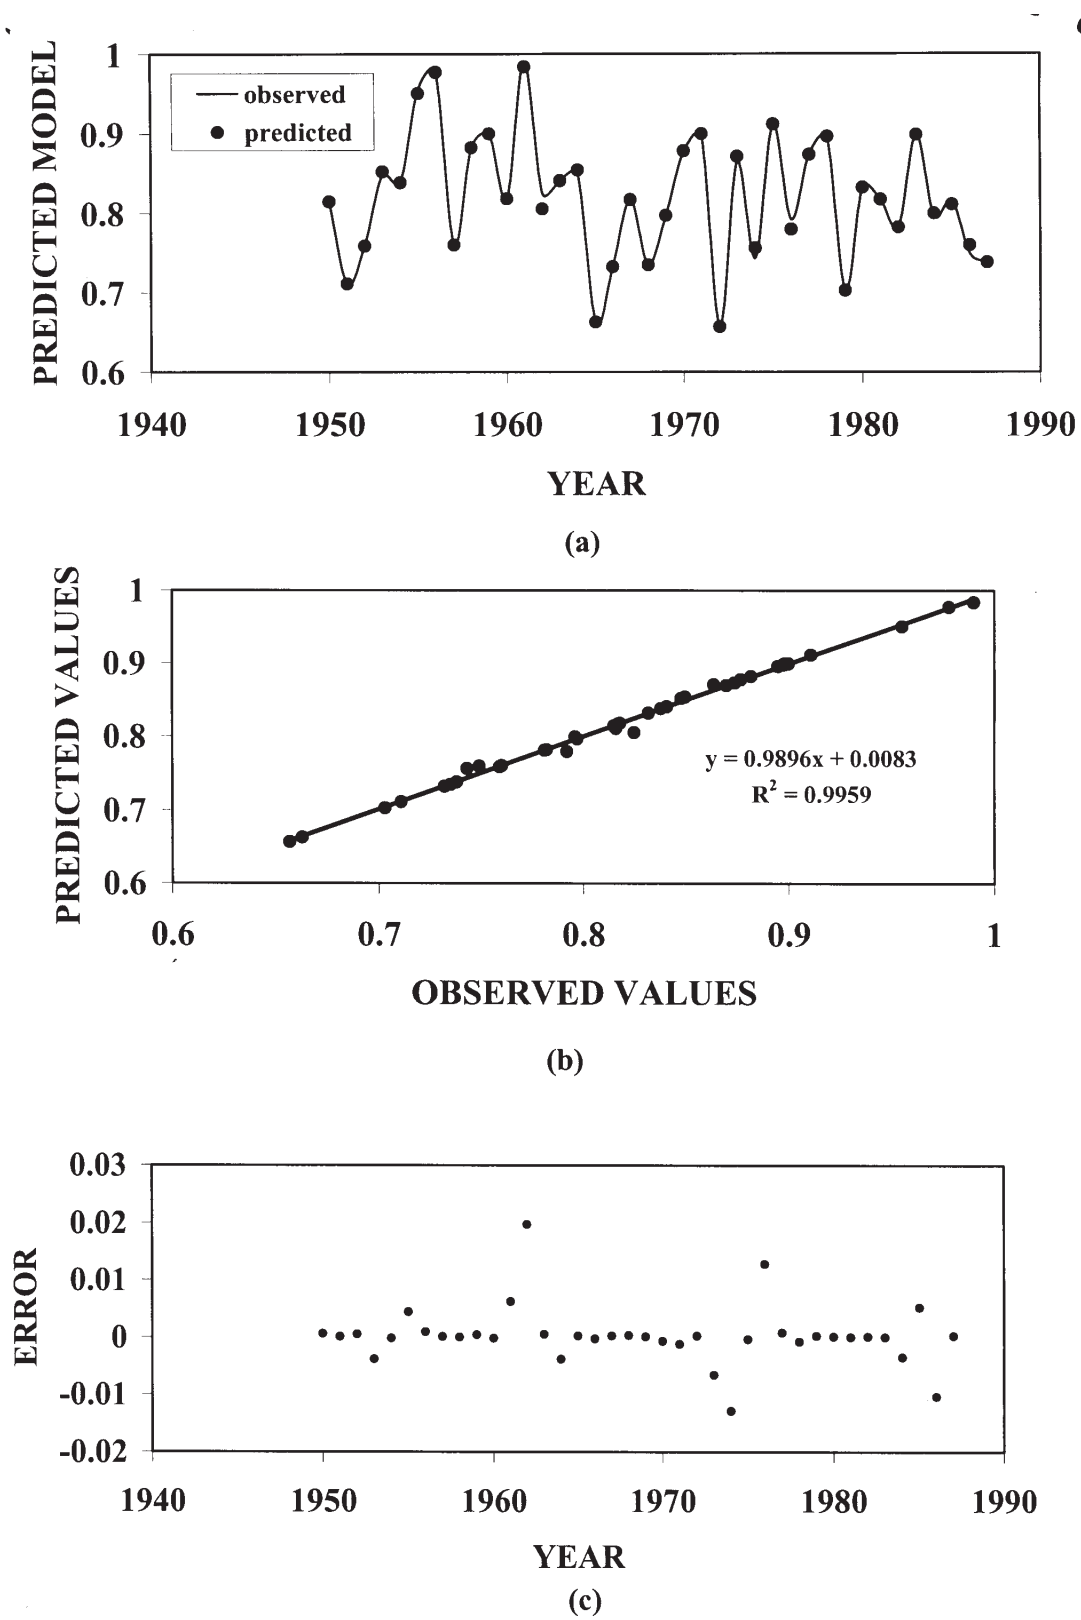 PREDICTED MODEL
1
0.9
0.8
0.7
0.6
observed
predicted
1940 1950 1960 1970 1980 1990
YEAR
(a)
PREDICTED VALUES
1
0.9
0.8
0.7
0.6
y = 0.9896x + 0.0083
R² = 0.9959
0.6 0.7 0.8 0.9 1
OBSERVED VALUES
(b)
ERROR
0.03
0.02
0.01
0
-0.01
-0.02
1940 1950 1960 1970 1980 1990
YEAR
(c)